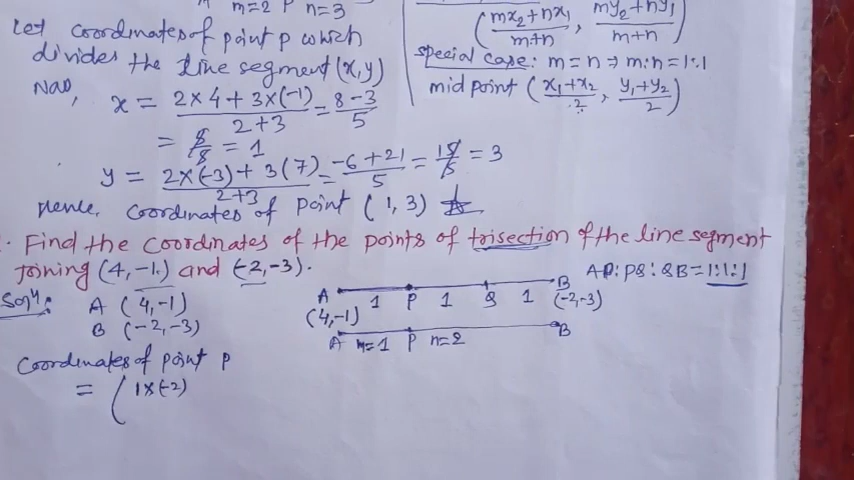 m=2 P n=3
Let coordinates of point P which
divides the line segment (x,y)
Now,
x = 2×4+3×(-1)/2+3 = 8-3/5
= 5/5 = 1
y = 2×(-3)+3(7)/2+3 = -6+21/5 = 15/5 = 3
Hence, coordinates of point (1,3)
(mx₂+nx₁/m+n, my₂+ny₁/m+n)
special case: m=n ⇒ m:n=1:1
mid point (x₁+x₂/2, y₁+y₂/2)
. Find the coordinates of the points of trisection of the line segment
joining (4,-1) and (-2,-3).
Solⁿ:
A (4,-1)
B (-2,-3)
AP:PQ:QB=1:1:1
A 1 P 1 Q 1 B
(4,-1) (-2,-3)
A m=1 P n=2 B
Coordinates of point P
= (1×(-2)